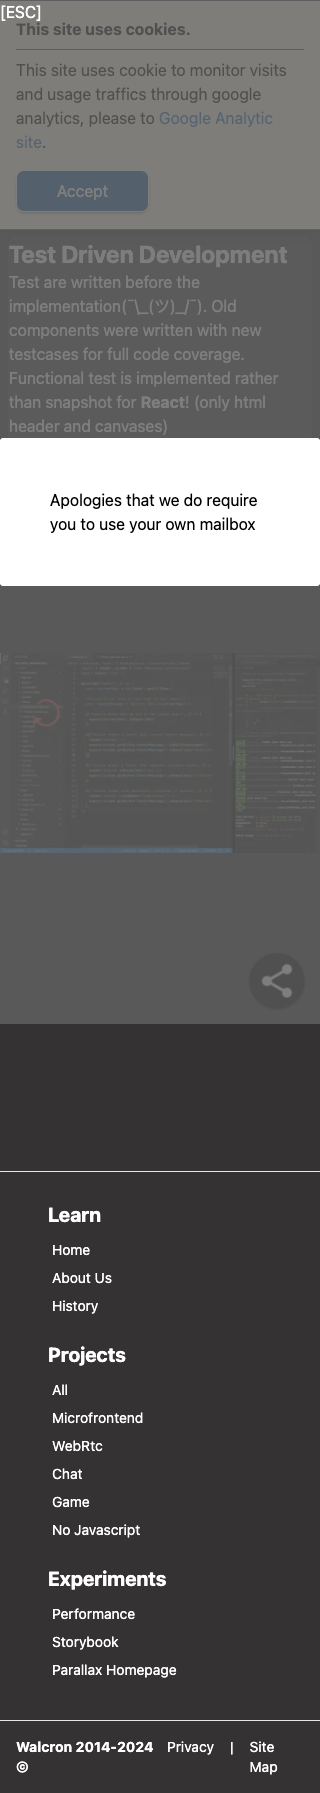 [ESC]
This site uses cookies.
This site uses cookie to monitor visits
and usage traffics through google
analytics, please to Google Analytic
site.
Accept
Test Driven Development
Test are written before the
implementation(¯\_(ツ)_/¯). Old
components were written with new
testcases for full code coverage.
Functional test is implemented rather
than snapshot for React! (only html
header and canvases)
Apologies that we do require
you to use your own mailbox
Learn
Home
About Us
History
Projects
All
Microfrontend
WebRtc
Chat
Game
No Javascript
Experiments
Performance
Storybook
Parallax Homepage
Walcron 2014-2024 Privacy | Site
© Map